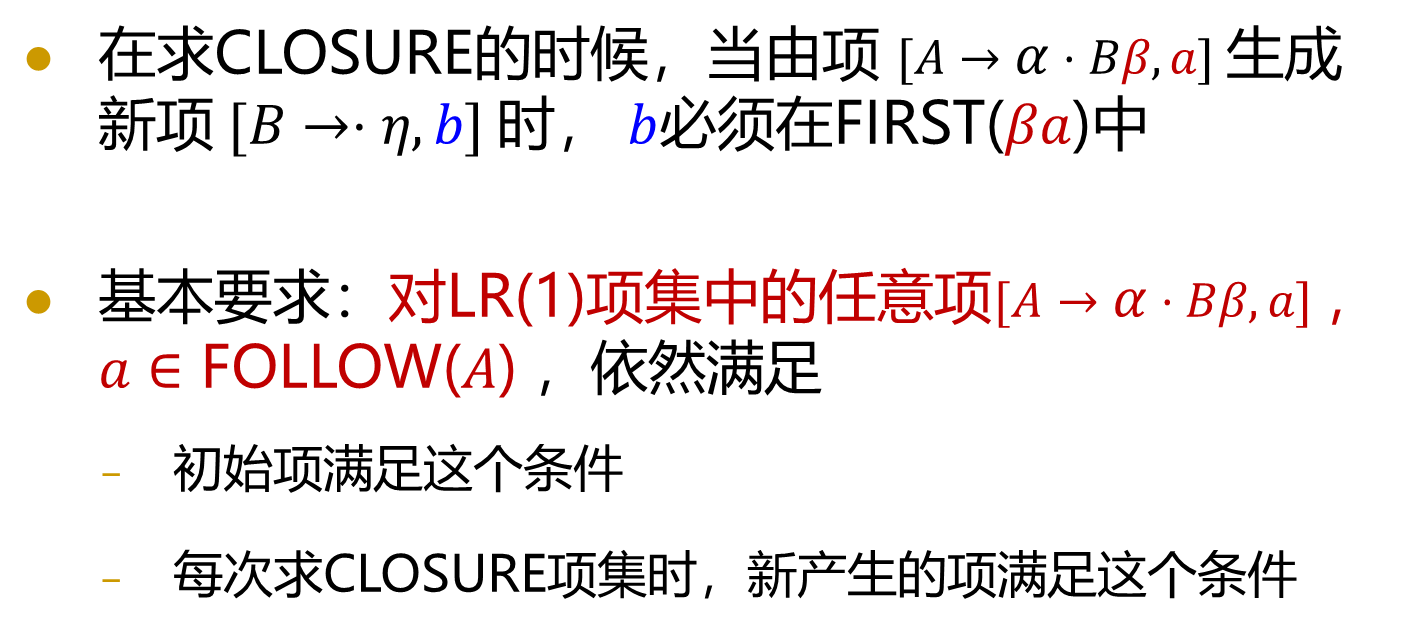 ● 在求CLOSURE的时候，当由项 [A → α · Bβ, a] 生成
新项 [B →· η, b] 时， b必须在FIRST(βa)中
● 基本要求：对LR(1)项集中的任意项[A → α · Bβ, a] ，
a ∈ FOLLOW(A) ，依然满足
– 初始项满足这个条件
– 每次求CLOSURE项集时，新产生的项满足这个条件